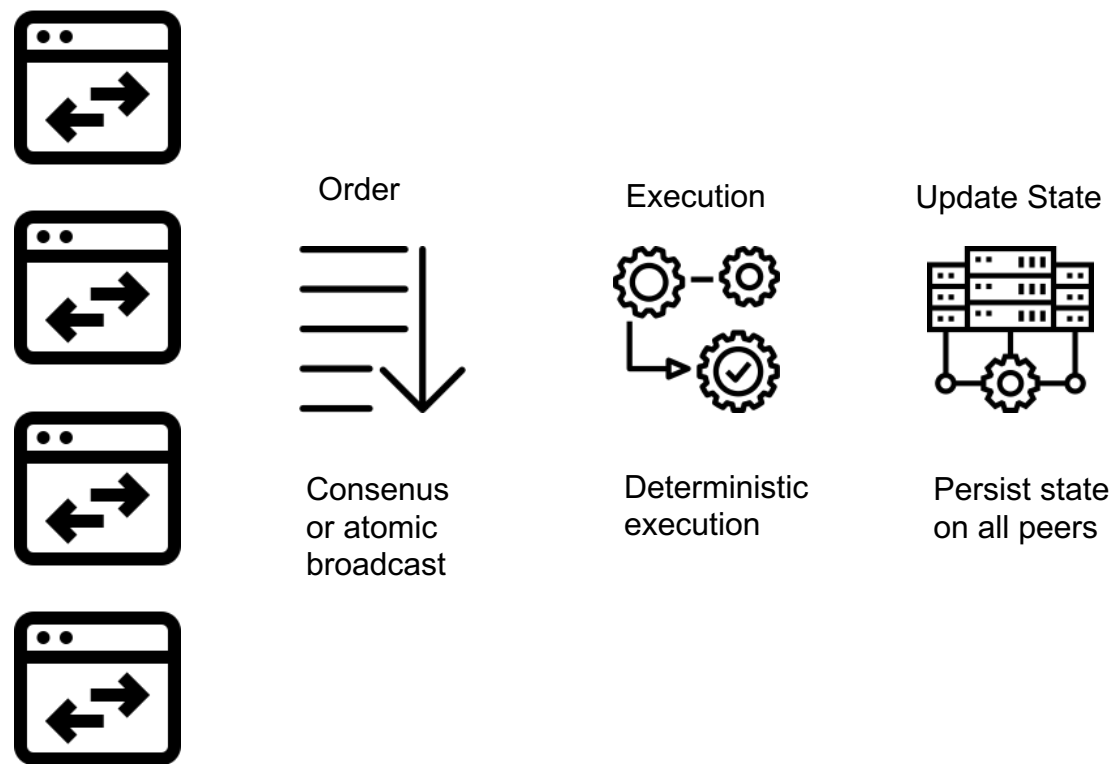 Order
Execution
Update State
Consenus
or atomic
broadcast
Deterministic
execution
Persist state
on all peers